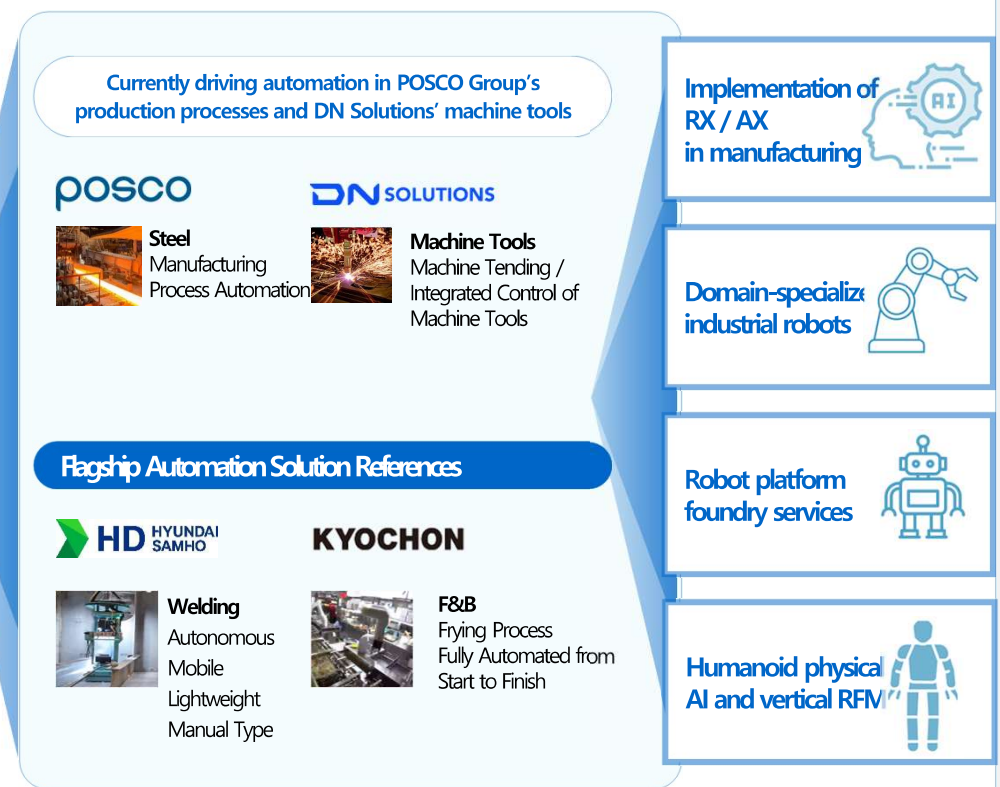 Currently driving automation in POSCO Group's
production processes and DN Solutions' machine tools
posco
DN SOLUTIONS
Steel
Manufacturing
Process Automation
Machine Tools
Machine Tending /
Integrated Control of
Machine Tools
Flagship Automation Solution References
HD HYUNDAI
SAMHO
KYOCHON
Welding
Autonomous
Mobile
Lightweight
Manual Type
F&B
Frying Process
Fully Automated from
Start to Finish
Implementation of
RX / AX
in manufacturing
AI
Domain-specialize
industrial robots
Robot platform
foundry services
Humanoid physical
AI and vertical RFM